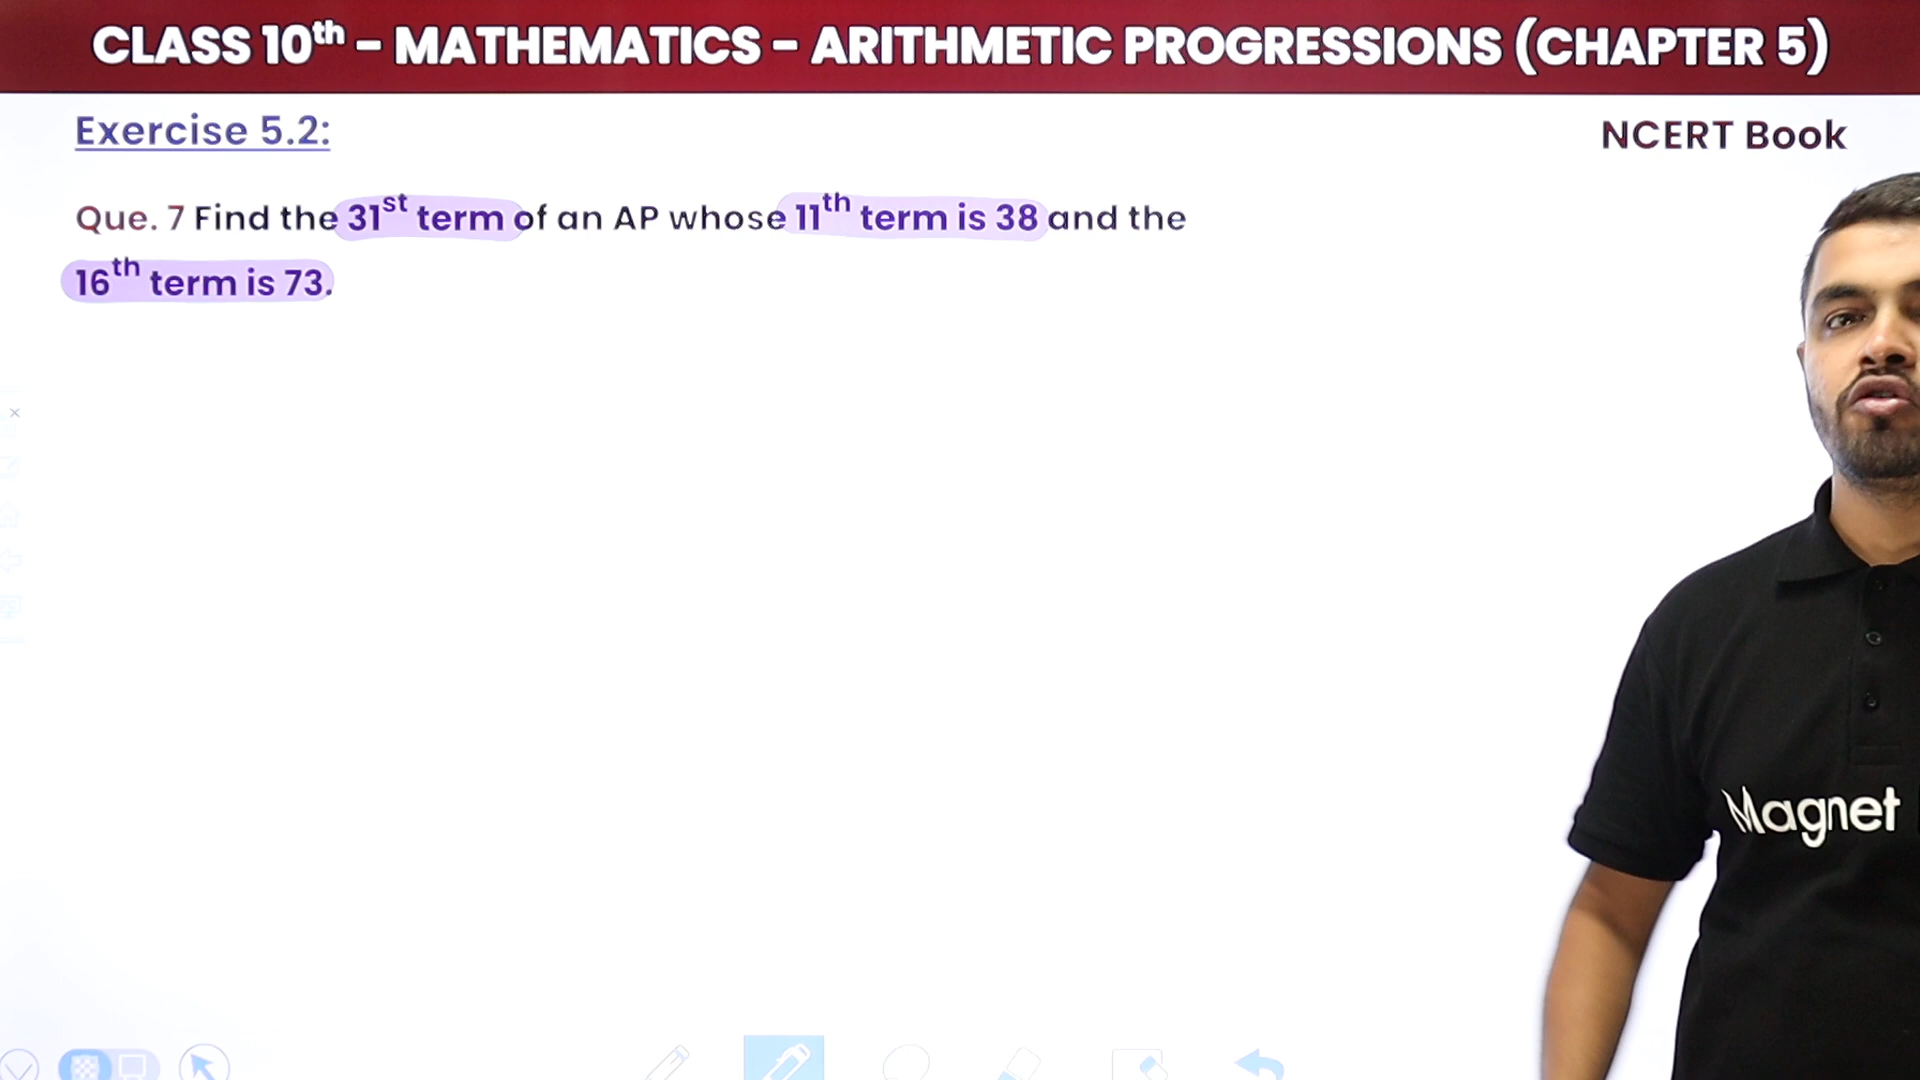 CLASS 10th – MATHEMATICS – ARITHMETIC PROGRESSIONS (CHAPTER 5)
Exercise 5.2:
NCERT Book
Que. 7 Find the 31st term of an AP whose 11th term is 38 and the
16th term is 73.
Magnet